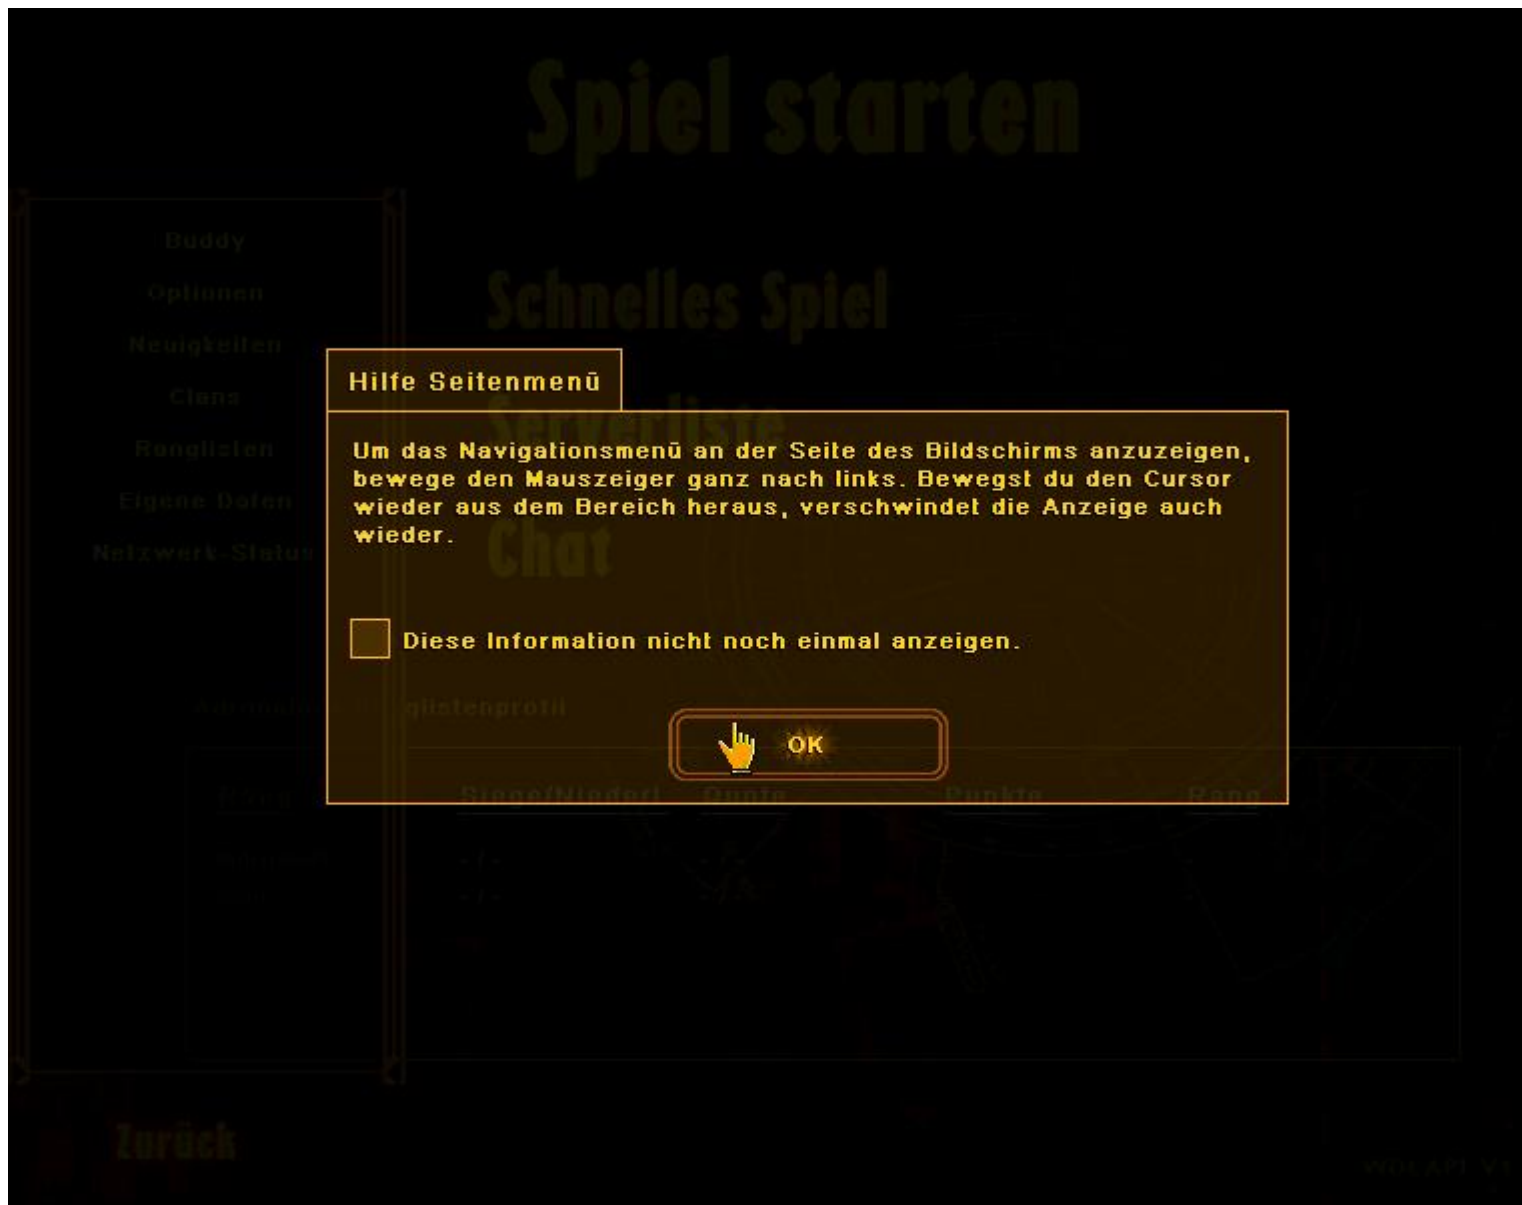 Spiel starten
Buddy
Optionen
Schnelles Spiel
Neuigkeiten
Hilfe Seitenmenü
Clans
Serverliste
Ranglisten
Um das Navigationsmenü an der Seite des Bildschirms anzuzeigen,
bewege den Mauszeiger ganz nach links. Bewegst du den Cursor
wieder aus dem Bereich heraus, verschwindet die Anzeige auch
wieder.
Eigene Daten
Chat
Netzwerk-Status
Diese Information nicht noch einmal anzeigen.
OK
Siege/Niederl Quote Punkte Rang
-/-
-/-
Zurück